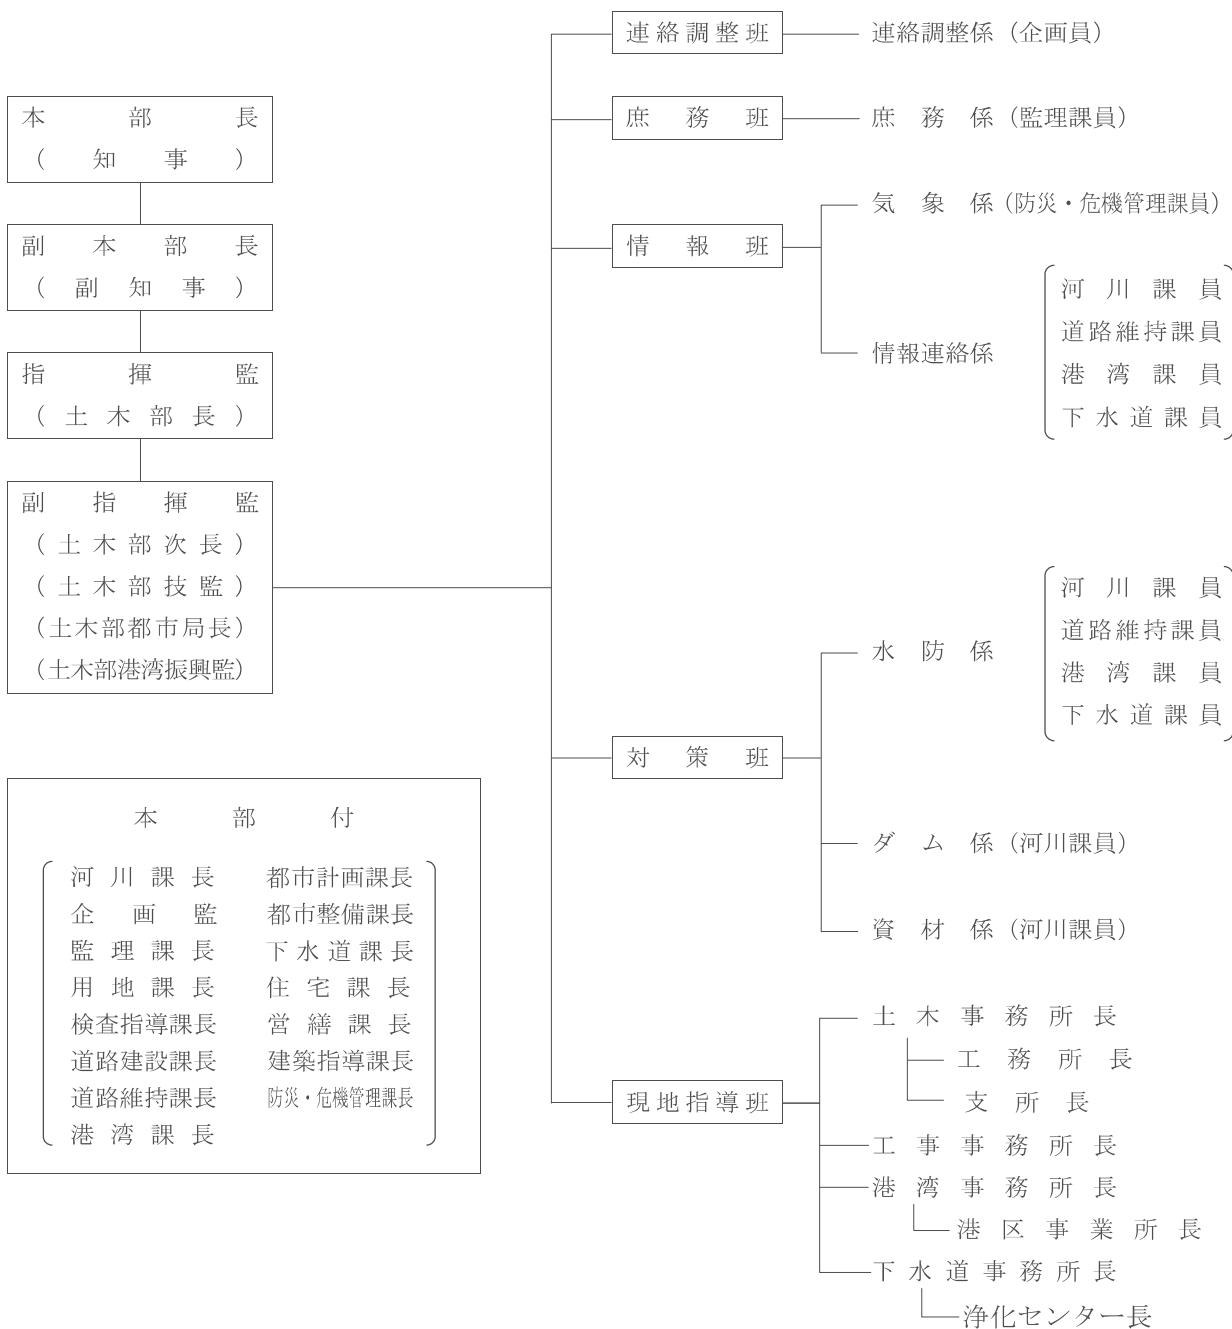 本部長
(知事)
副本部長
(副知事)
指揮監
(土木部長)
副指揮監
(土木部次長)
(土木部技監)
(土木部都市局長)
(土木部港湾振興監)
本部付
河川課長 都市計画課長
企画監 都市整備課長
監理課長 下水道課長
用地課長 住宅課長
検査指導課長 営繕課長
道路建設課長 建築指導課長
道路維持課長 防災・危機管理課長
港湾課長
連絡調整班 連絡調整係(企画員)
庶務班 庶務係(監理課員)
情報班
気象係(防災・危機管理課員)
情報連絡係
河川課員
道路維持課員
港湾課員
下水道課員
対策班
水防係
河川課員
道路維持課員
港湾課員
下水道課員
ダム係(河川課員)
資材係(河川課員)
現地指導班
土木事務所長
工務所長
支所長
工事事務所長
港湾事務所長
港区事業所長
下水道事務所長
浄化センター長